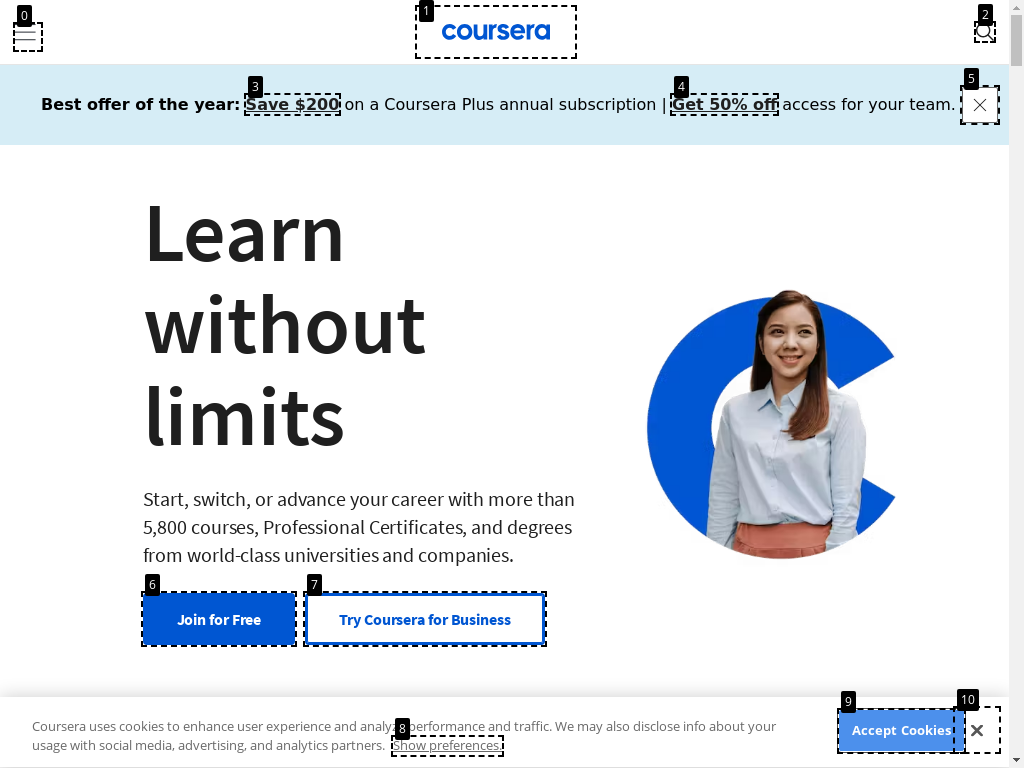 coursera
Best offer of the year: Save $200 on a Coursera Plus annual subscription | Get 50% off access for your team.
Learn
without
limits
Start, switch, or advance your career with more than
5,800 courses, Professional Certificates, and degrees
from world-class universities and companies.
Join for Free
Try Coursera for Business
Coursera uses cookies to enhance user experience and analyze performance and traffic. We may also disclose info about your
usage with social media, advertising, and analytics partners. Show preferences.
Accept Cookies
0
1
2
3
4
5
6
7
8
9
10